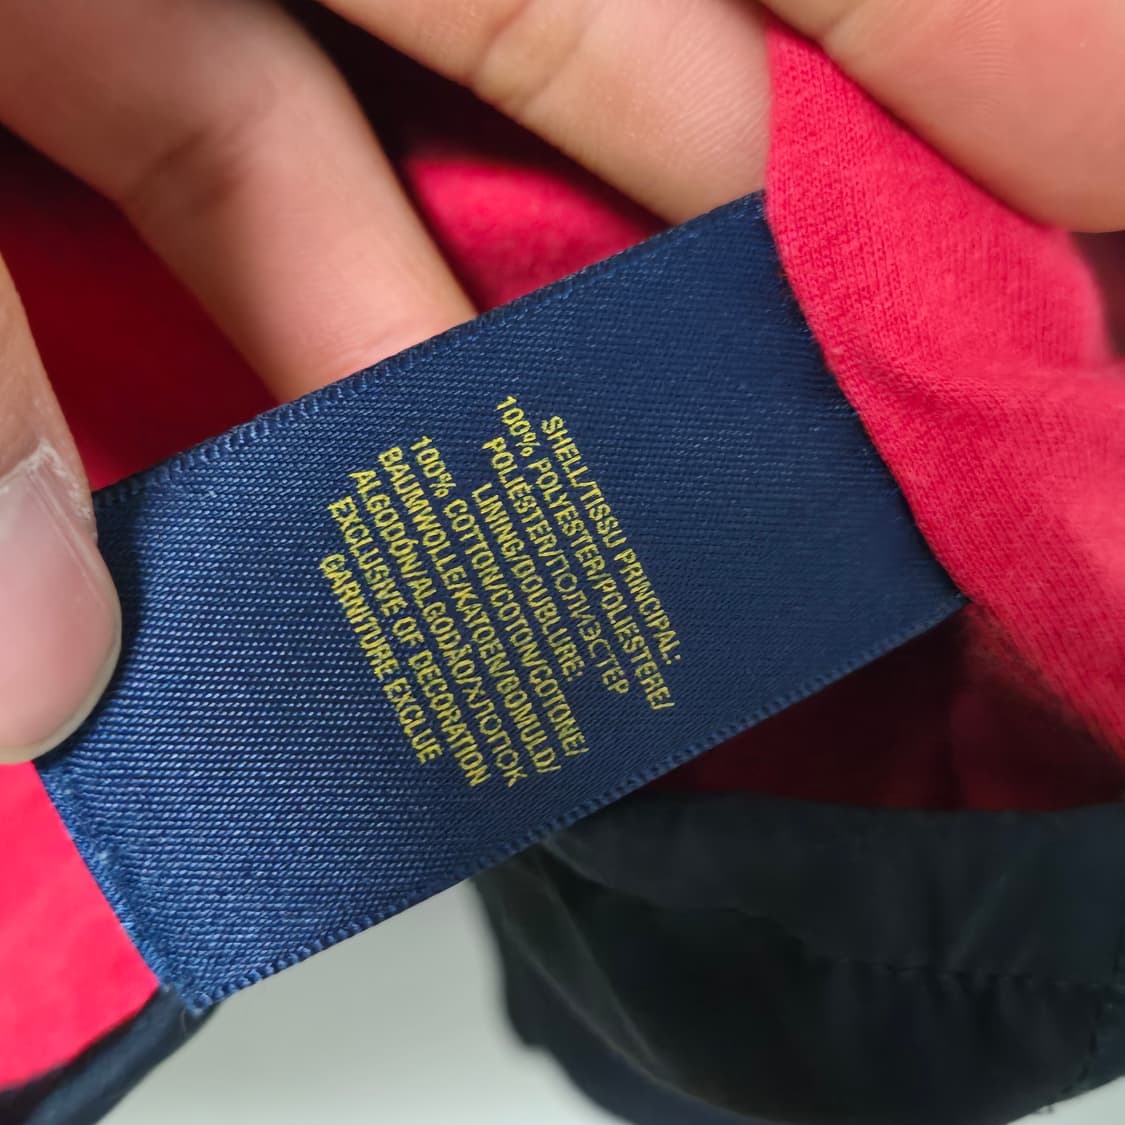 SHELL/TISSU PRINCIPAL:
100% POLYESTER/POLIESTERE/
POLIÉSTER/ПОЛИЭСТЕР
LINING/DOUBLURE:
100% COTTON/COTON/COTONE/
BAUMWOLLE/KATOEN/BOMULD/
ALGODÓN/ALGODÃO/ХЛОПОК
EXCLUSIVE OF DECORATION
GARNITURE EXCLUE